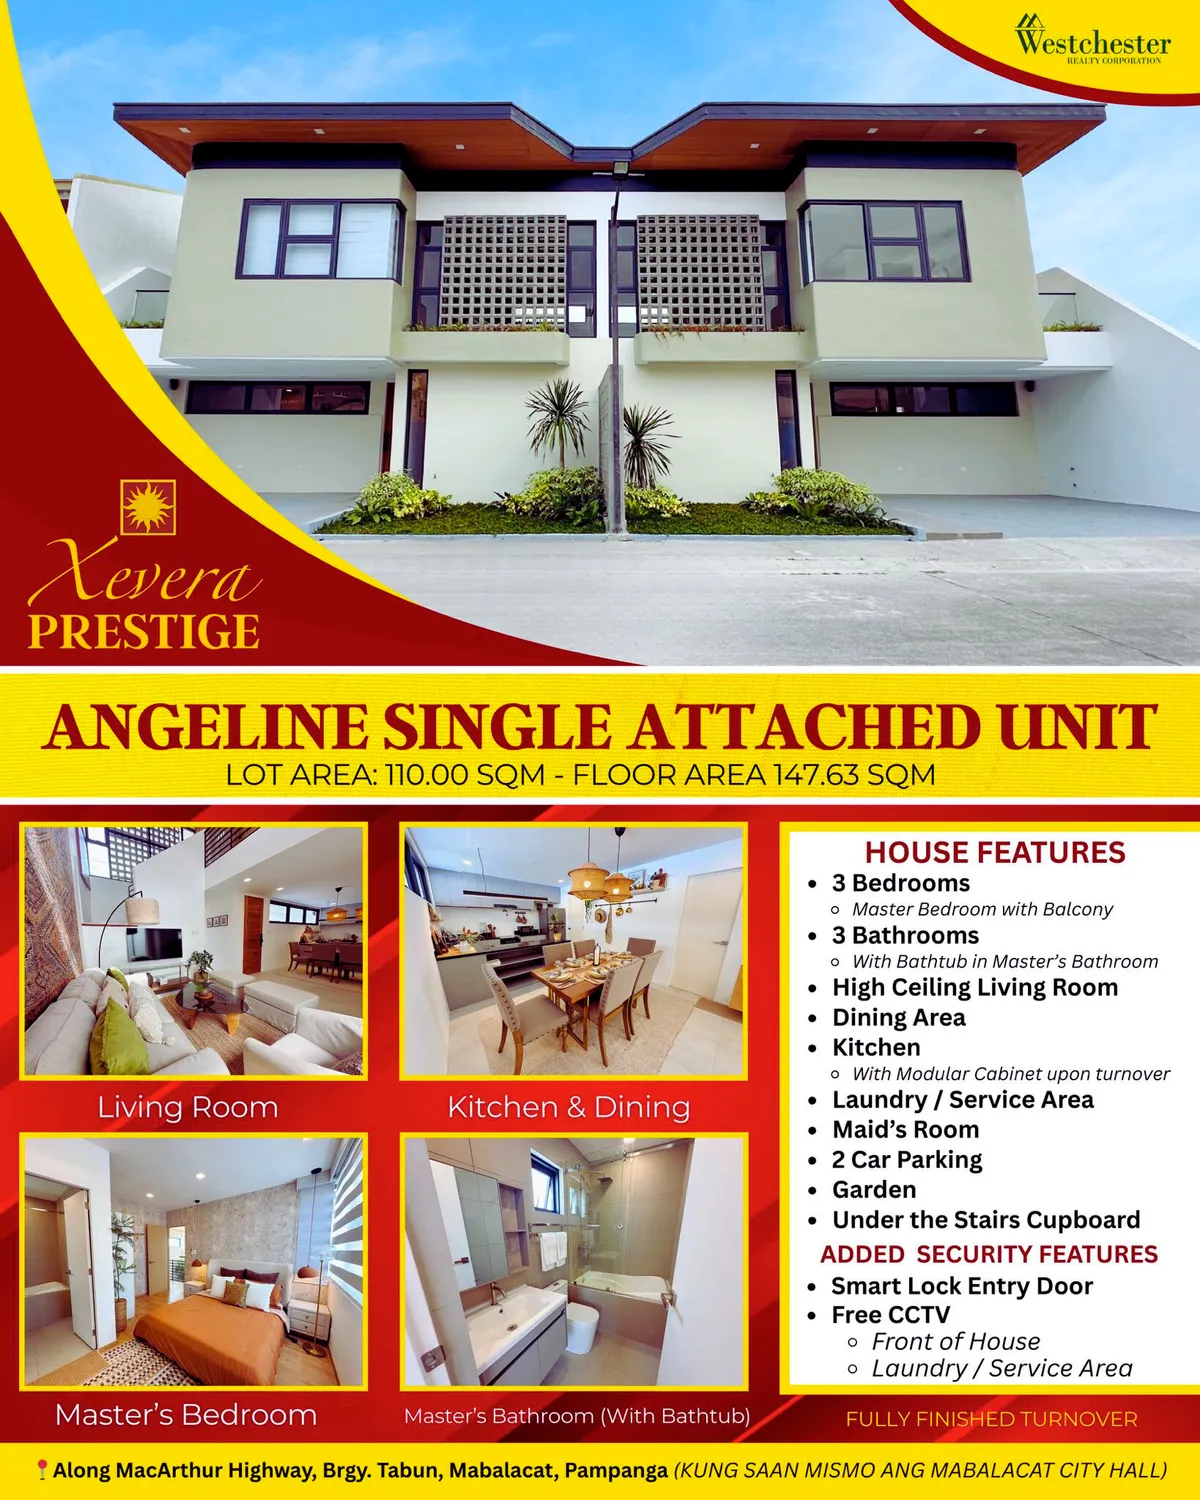 Westchester
REALTY CORPORATION
Xevera
PRESTIGE
ANGELINE SINGLE ATTACHED UNIT
LOT AREA: 110.00 SQM - FLOOR AREA 147.63 SQM
Living Room
Kitchen & Dining
Master's Bedroom
Master's Bathroom (With Bathtub)
HOUSE FEATURES
• 3 Bedrooms
◦ Master Bedroom with Balcony
• 3 Bathrooms
◦ With Bathtub in Master's Bathroom
• High Ceiling Living Room
• Dining Area
• Kitchen
◦ With Modular Cabinet upon turnover
• Laundry / Service Area
• Maid's Room
• 2 Car Parking
• Garden
• Under the Stairs Cupboard
ADDED SECURITY FEATURES
• Smart Lock Entry Door
• Free CCTV
◦ Front of House
◦ Laundry / Service Area
FULLY FINISHED TURNOVER
📍Along MacArthur Highway, Brgy. Tabun, Mabalacat, Pampanga (KUNG SAAN MISMO ANG MABALACAT CITY HALL)